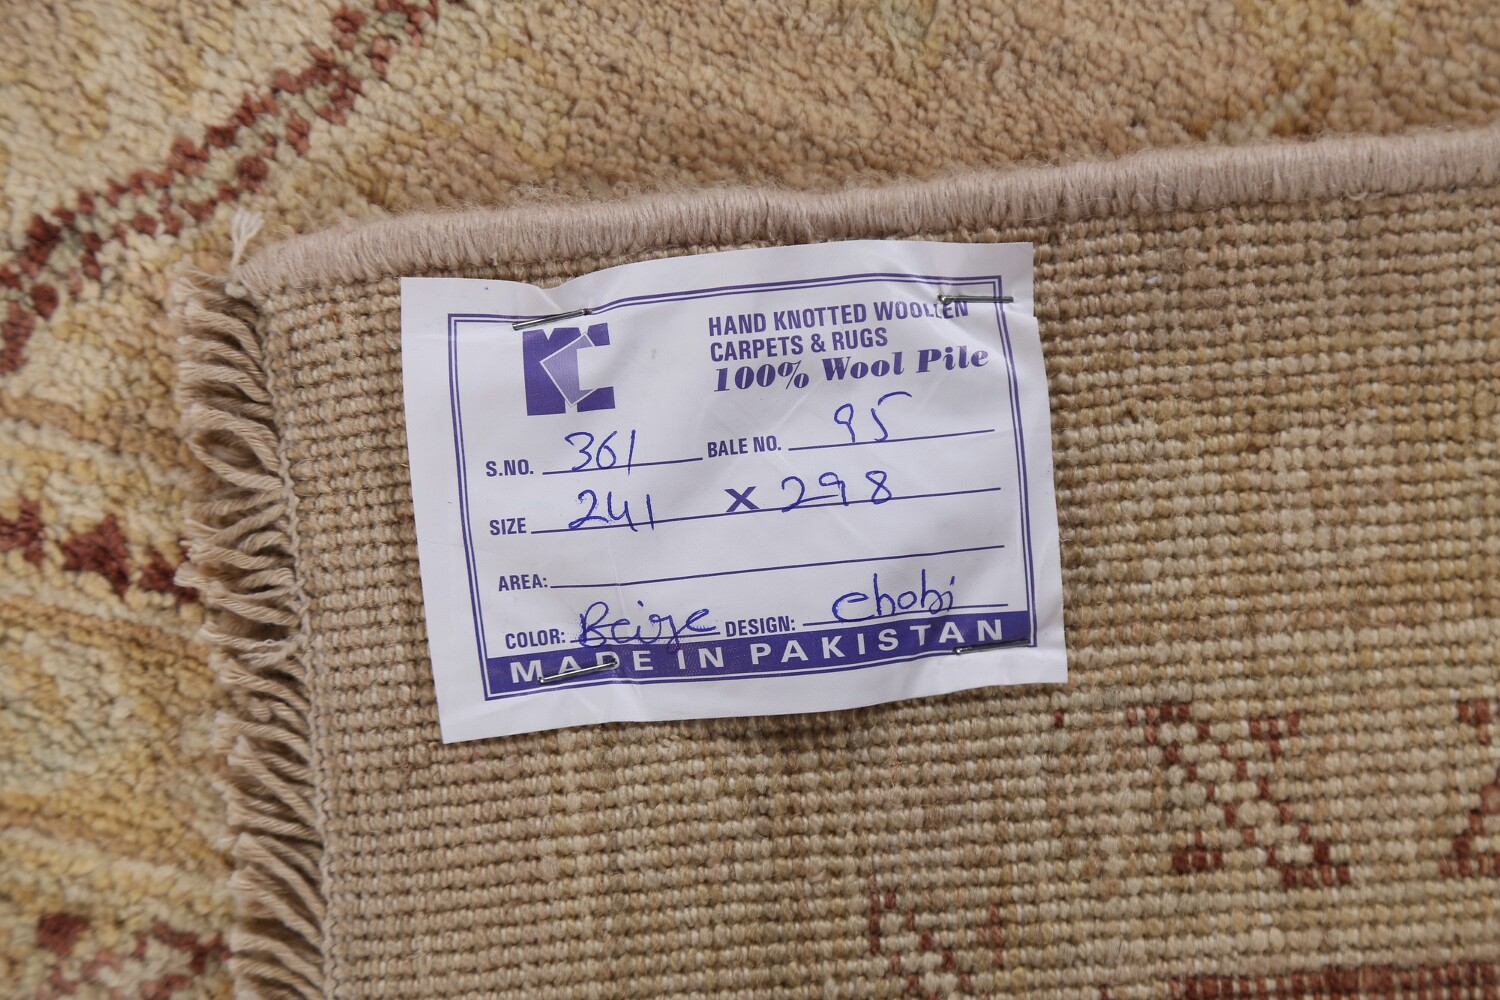 KC
HAND KNOTTED WOOLLEN
CARPETS & RUGS
100% Wool Pile
S.NO. 361 BALE NO. 95
SIZE 241 X 298
AREA:
COLOR: Beige DESIGN: chobi
MADE IN PAKISTAN